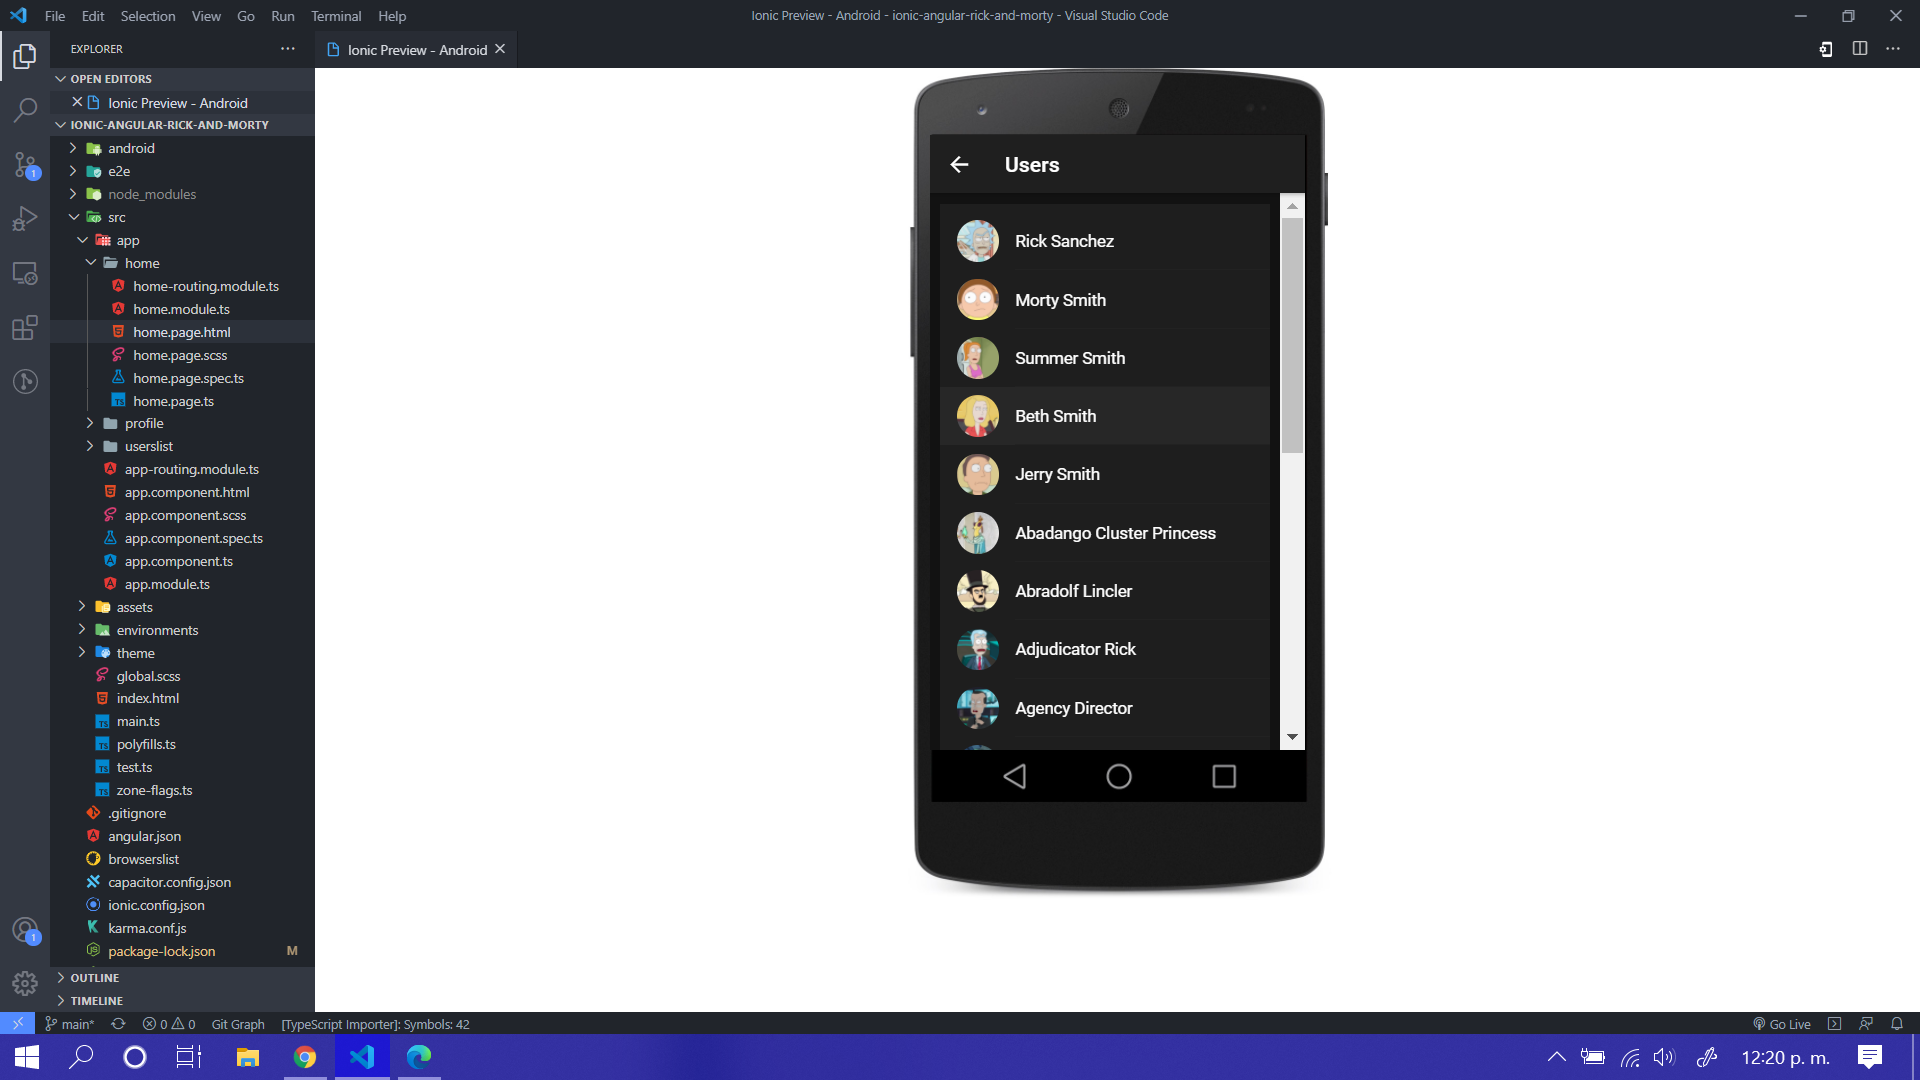 File Edit Selection View Go Run Terminal Help
Ionic Preview - Android - ionic-angular-rick-and-morty - Visual Studio Code
EXPLORER
Ionic Preview - Android
OPEN EDITORS
Ionic Preview - Android
IONIC-ANGULAR-RICK-AND-MORTY
android
e2e
node_modules
src
app
home
home-routing.module.ts
home.module.ts
home.page.html
home.page.scss
home.page.spec.ts
home.page.ts
profile
userslist
app-routing.module.ts
app.component.html
app.component.scss
app.component.spec.ts
app.component.ts
app.module.ts
assets
environments
theme
global.scss
index.html
main.ts
polyfills.ts
test.ts
zone-flags.ts
.gitignore
angular.json
browserslist
capacitor.config.json
ionic.config.json
karma.conf.js
package-lock.json M
OUTLINE
TIMELINE
1
1
Users
Rick Sanchez
Morty Smith
Summer Smith
Beth Smith
Jerry Smith
Abadango Cluster Princess
Abradolf Lincler
Adjudicator Rick
Agency Director
main* 0 0 Git Graph [TypeScript Importer]: Symbols: 42 Go Live
12:20 p. m.